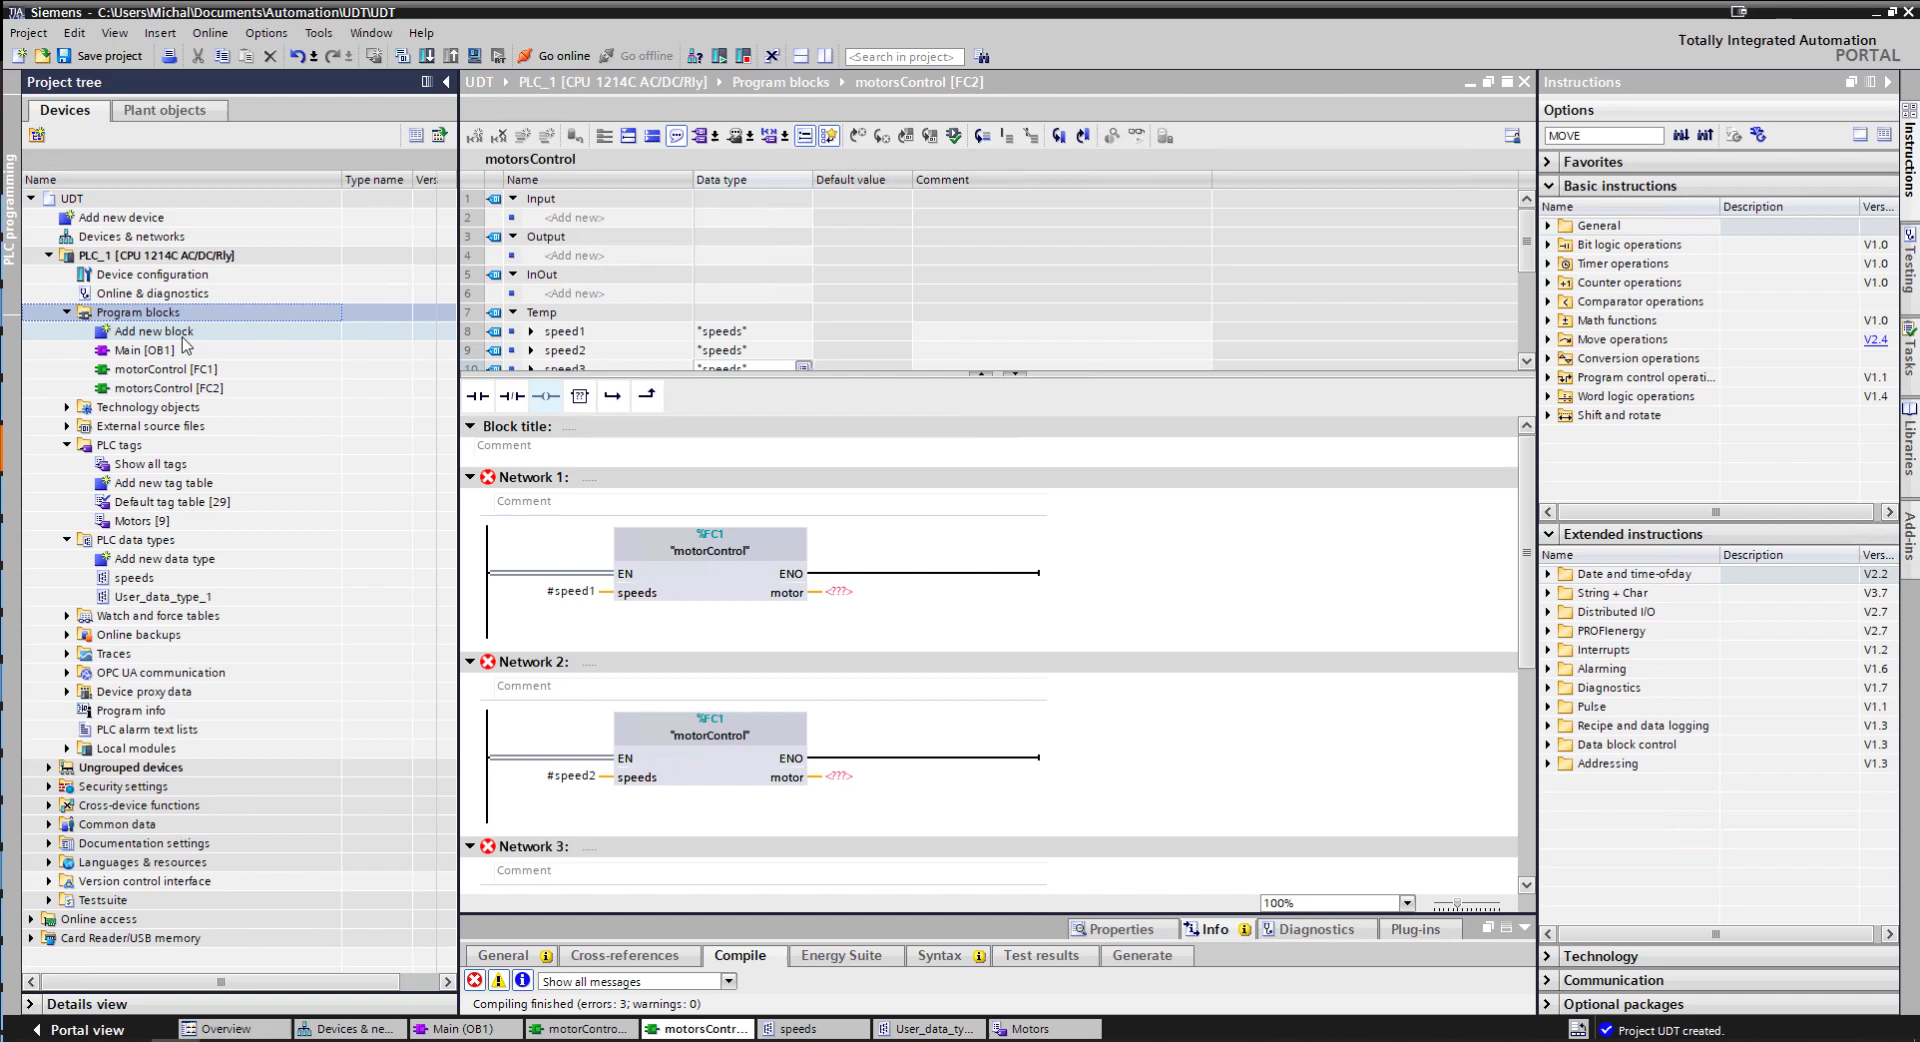 Siemens - C:\Users\Michal\Documents\Automation\UDT\UDT
Project Edit View Insert Online Options Tools Window Help
Totally Integrated Automation
PORTAL
Save project Go online Go offline <Search in project>
Project tree
Devices Plant objects
PLC programming
Name Type name Vers
UDT
Add new device
Devices & networks
PLC_1 [CPU 1214C AC/DC/Rly]
Device configuration
Online & diagnostics
Program blocks
Add new block
Main [OB1]
motorControl [FC1]
motorsControl [FC2]
Technology objects
External source files
PLC tags
Show all tags
Add new tag table
Default tag table [29]
Motors [9]
PLC data types
Add new data type
speeds
User_data_type_1
Watch and force tables
Online backups
Traces
OPC UA communication
Device proxy data
Program info
PLC alarm text lists
Local modules
Ungrouped devices
Security settings
Cross-device functions
Common data
Documentation settings
Languages & resources
Version control interface
Testsuite
Online access
Card Reader/USB memory
Details view
UDT PLC_1 [CPU 1214C AC/DC/Rly] Program blocks motorsControl [FC2]
motorsControl
Name Data type Default value Comment
1 Input
2 <Add new>
3 Output
4 <Add new>
5 InOut
6 <Add new>
7 Temp
8 speed1 "speeds"
9 speed2 "speeds"
10 speed3 "speeds"
Block title: .....
Comment
Network 1: .....
Comment
%FC1
"motorControl"
EN ENO
#speed1 speeds motor <???>
Network 2: .....
Comment
%FC1
"motorControl"
EN ENO
#speed2 speeds motor <???>
Network 3: .....
Comment
100%
Properties Info Diagnostics Plug-ins
General Cross-references Compile Energy Suite Syntax Test results Generate
Show all messages
Compiling finished (errors: 3; warnings: 0)
Instructions
Options
MOVE
Favorites
Basic instructions
Name Description Vers...
General
Bit logic operations V1.0
Timer operations V1.0
Counter operations V1.0
Comparator operations
Math functions V1.0
Move operations V2.4
Conversion operations
Program control operati... V1.1
Word logic operations V1.4
Shift and rotate
Extended instructions
Name Description Vers...
Date and time-of-day V2.2
String + Char V3.7
Distributed I/O V2.7
PROFIenergy V2.7
Interrupts V1.2
Alarming V1.6
Diagnostics V1.7
Pulse V1.1
Recipe and data logging V1.3
Data block control V1.3
Addressing V1.3
Technology
Communication
Optional packages
Instructions
Testing
Tasks
Libraries
Add-ins
Portal view Overview Devices & ne... Main (OB1) motorContro... motorsContr... speeds User_data_ty... Motors
Project UDT created.